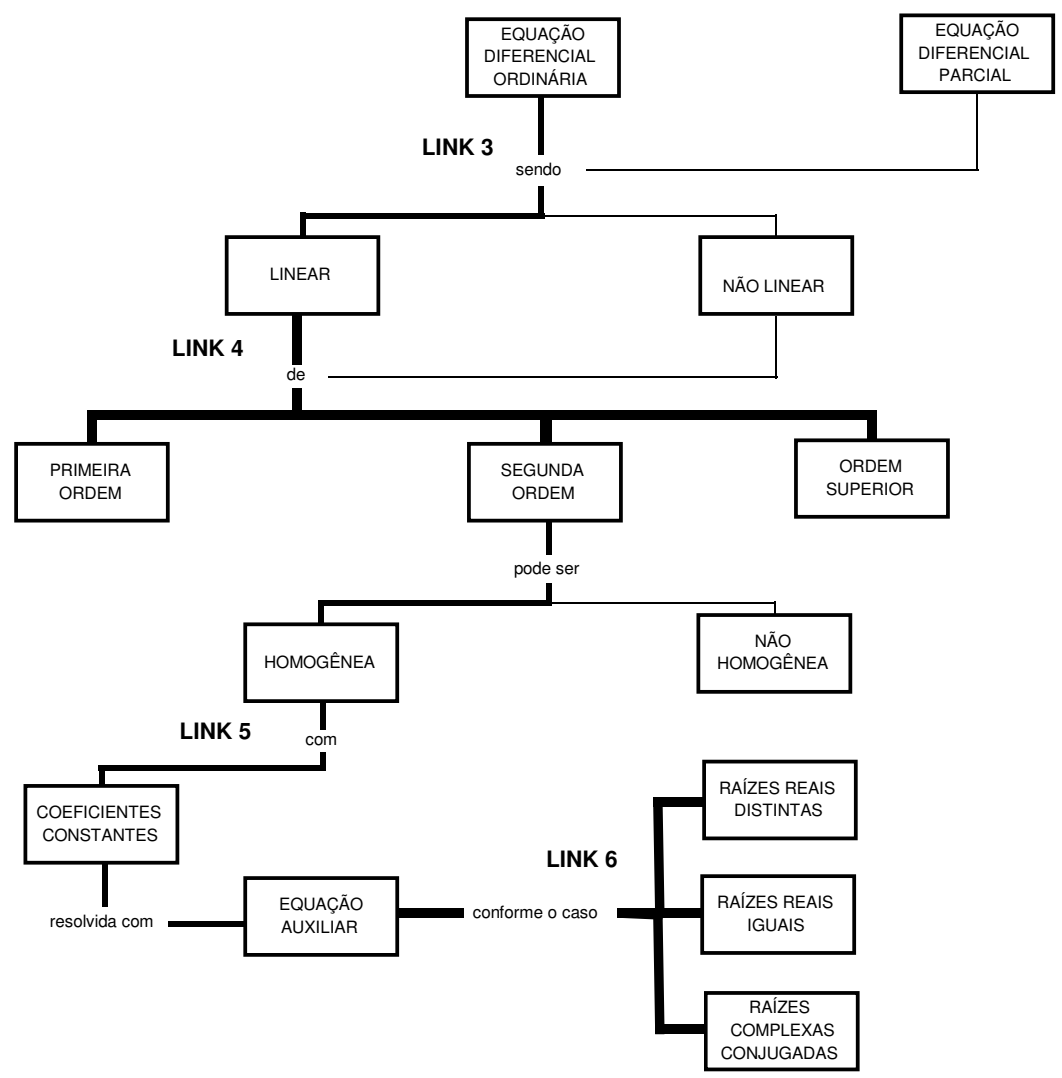 EQUAÇÃO
DIFERENCIAL
ORDINÁRIA
EQUAÇÃO
DIFERENCIAL
PARCIAL
LINK 3
sendo
LINEAR
NÃO LINEAR
LINK 4
de
PRIMEIRA
ORDEM
SEGUNDA
ORDEM
ORDEM
SUPERIOR
pode ser
HOMOGÊNEA
NÃO
HOMOGÊNEA
LINK 5
com
COEFICIENTES
CONSTANTES
resolvida com
EQUAÇÃO
AUXILIAR
LINK 6
conforme o caso
RAÍZES REAIS
DISTINTAS
RAÍZES REAIS
IGUAIS
RAÍZES
COMPLEXAS
CONJUGADAS